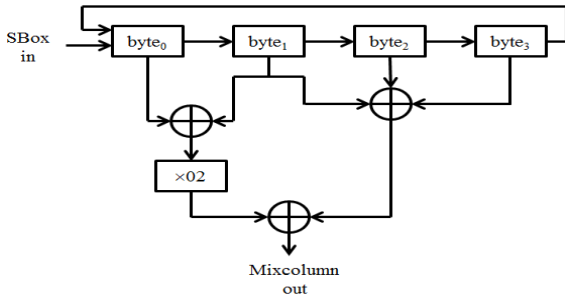 SBox
in
byte₀
byte₁
byte₂
byte₃
×02
Mixcolumn
out